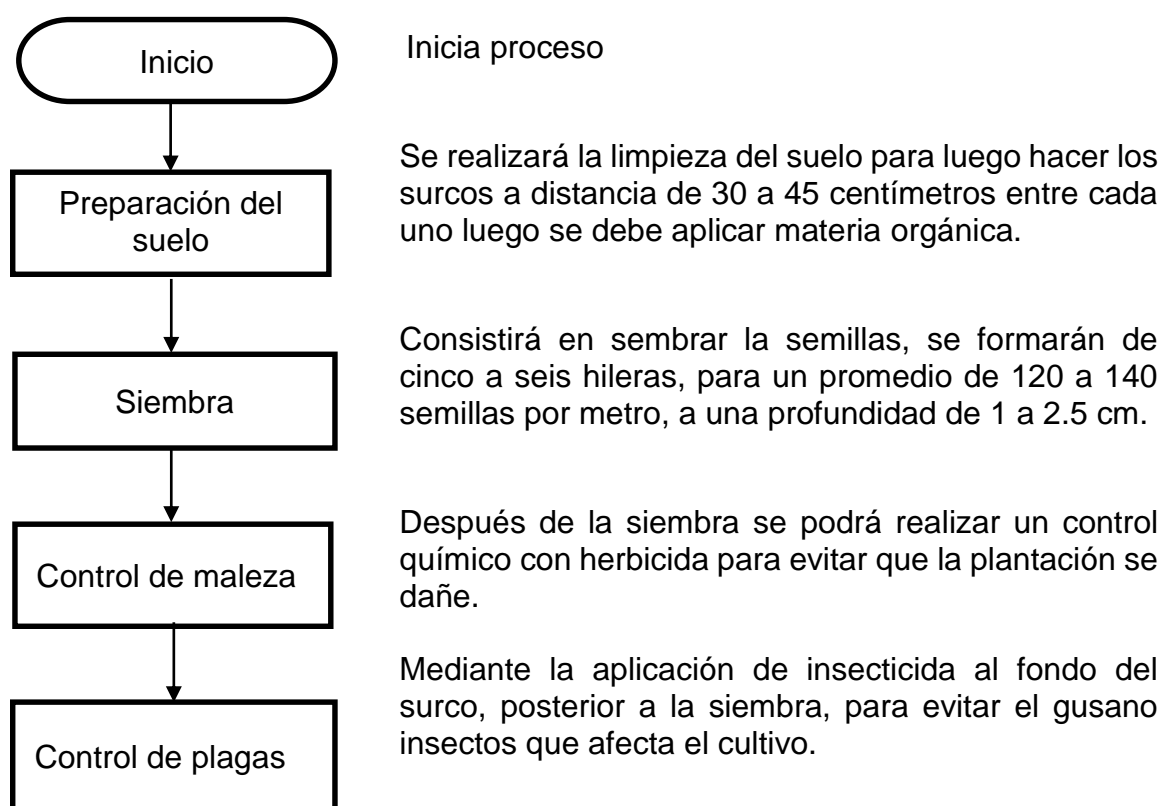 Inicio
Inicia proceso
Preparación del
suelo
Se realizará la limpieza del suelo para luego hacer los
surcos a distancia de 30 a 45 centímetros entre cada
uno luego se debe aplicar materia orgánica.
Siembra
Consistirá en sembrar la semillas, se formarán de
cinco a seis hileras, para un promedio de 120 a 140
semillas por metro, a una profundidad de 1 a 2.5 cm.
Control de maleza
Después de la siembra se podrá realizar un control
químico con herbicida para evitar que la plantación se
dañe.
Control de plagas
Mediante la aplicación de insecticida al fondo del
surco, posterior a la siembra, para evitar el gusano
insectos que afecta el cultivo.